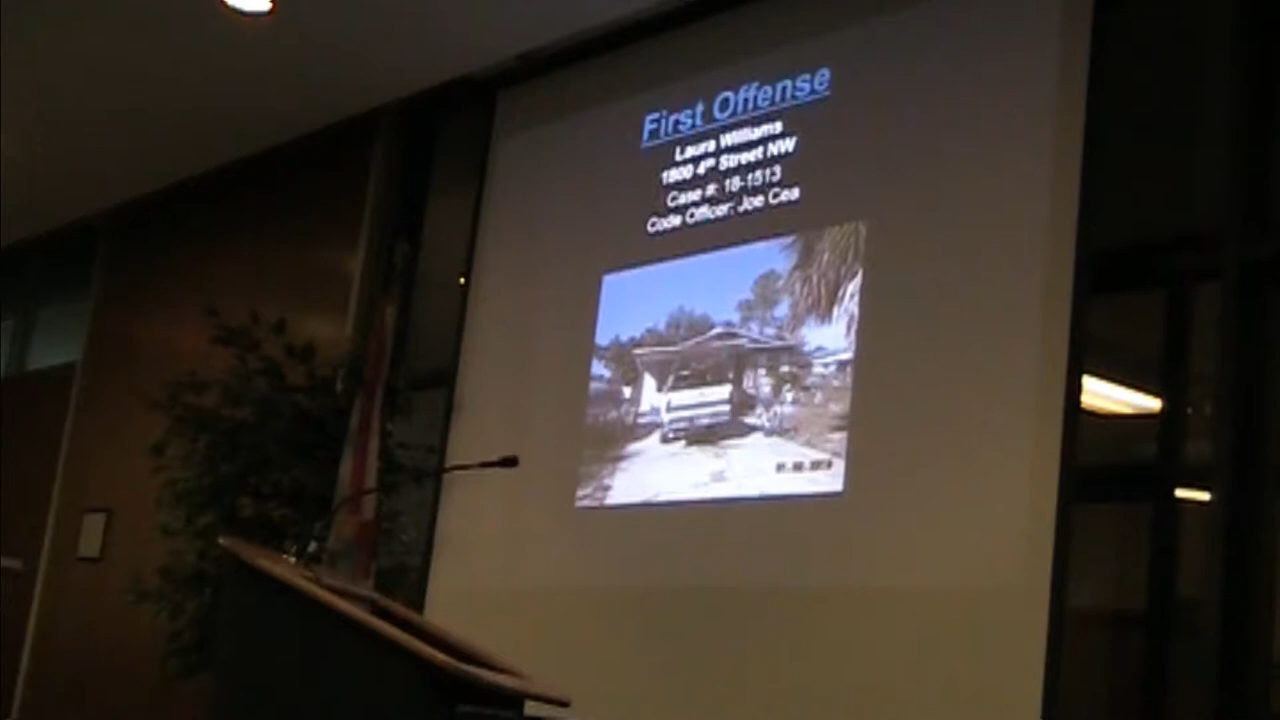 First Offense
Laura Williams
1800 4th Street NW
Case #: 18-1513
Code Officer: Joe Cea